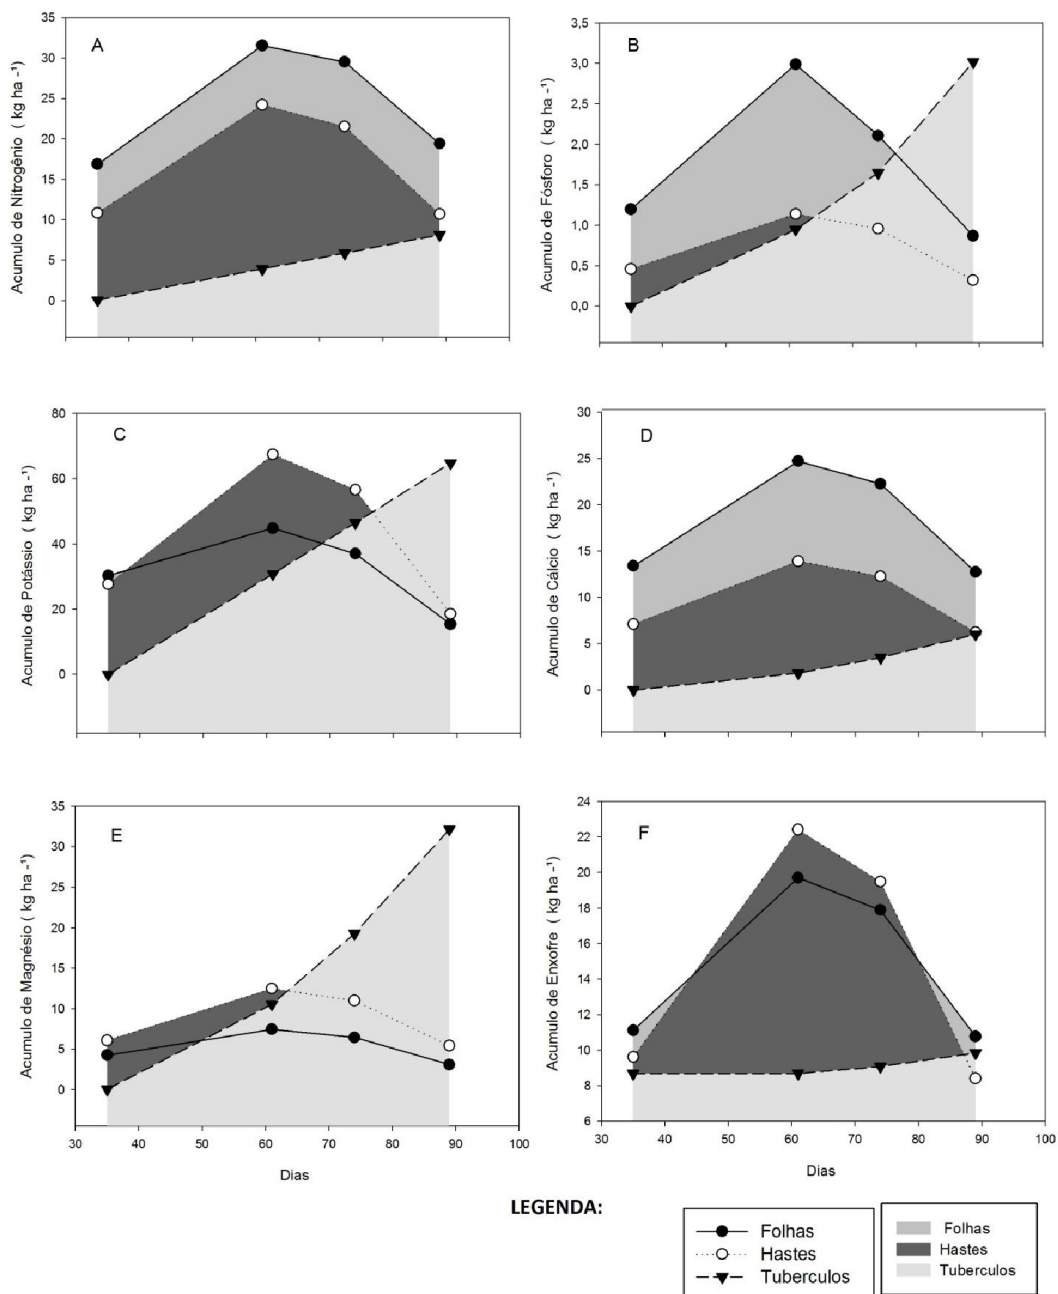 A
Acumulo de Nitrogênio ( kg ha -¹)
35
30
25
20
15
10
5
0
B
Acumulo de Fósforo ( kg ha -¹)
3,5
3,0
2,5
2,0
1,5
1,0
0,5
0,0
C
Acumulo de Potássio ( kg ha -¹)
80
60
40
20
0
D
Acumulo de Cálcio ( kg ha -¹)
30
25
20
15
10
5
0
E
Acumulo de Magnésio ( kg ha -¹)
35
30
25
20
15
10
5
0
30 40 50 60 70 80 90 100
Dias
F
Acumulo de Enxofre ( kg ha -¹)
24
22
20
18
16
14
12
10
8
6
30 40 50 60 70 80 90 100
Dias
LEGENDA:
Folhas
Hastes
Tuberculos
Folhas
Hastes
Tuberculos